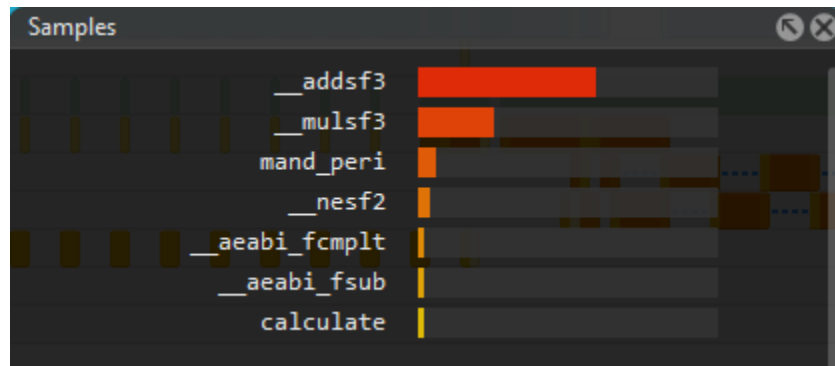 Samples
__addsf3
__mulsf3
mand_peri
__nesf2
__aeabi_fcmplt
__aeabi_fsub
calculate